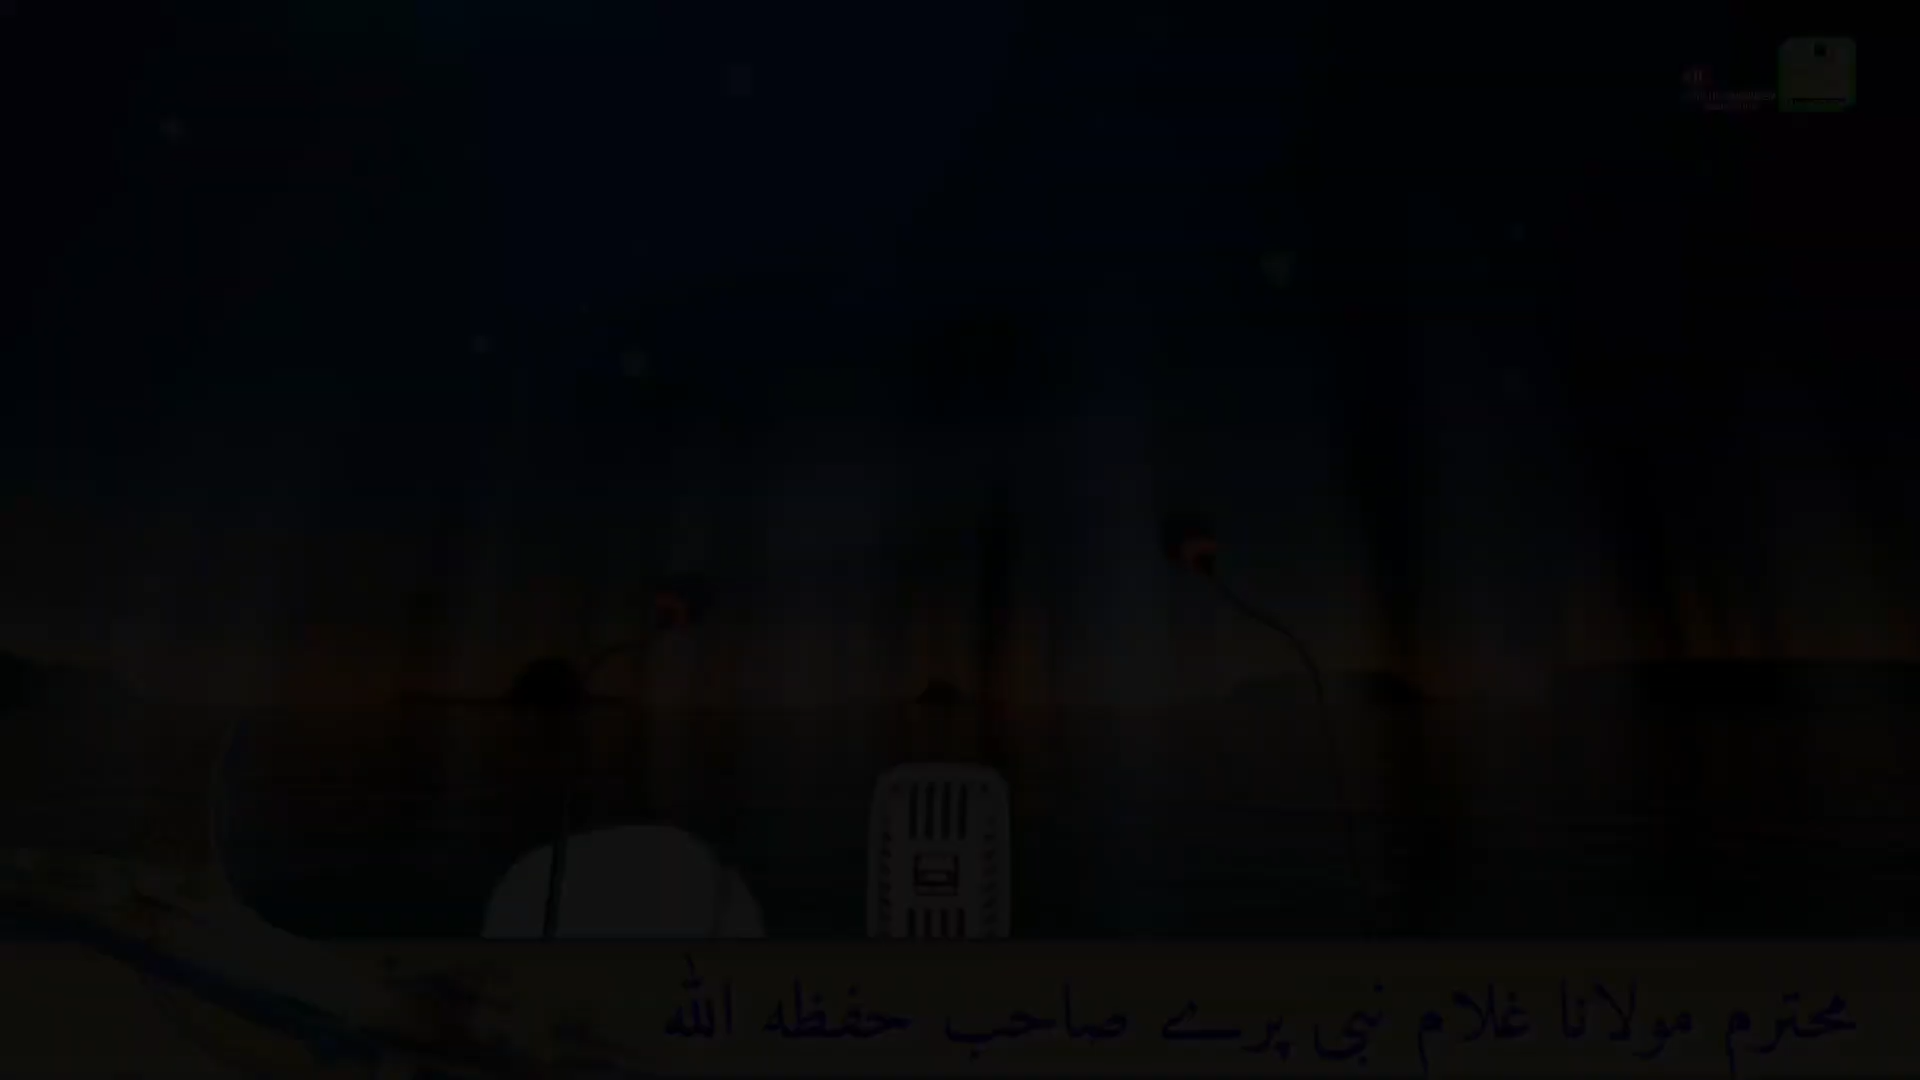 محترم مولانا غلام نبی پرے صاحب حفظہ اللہ